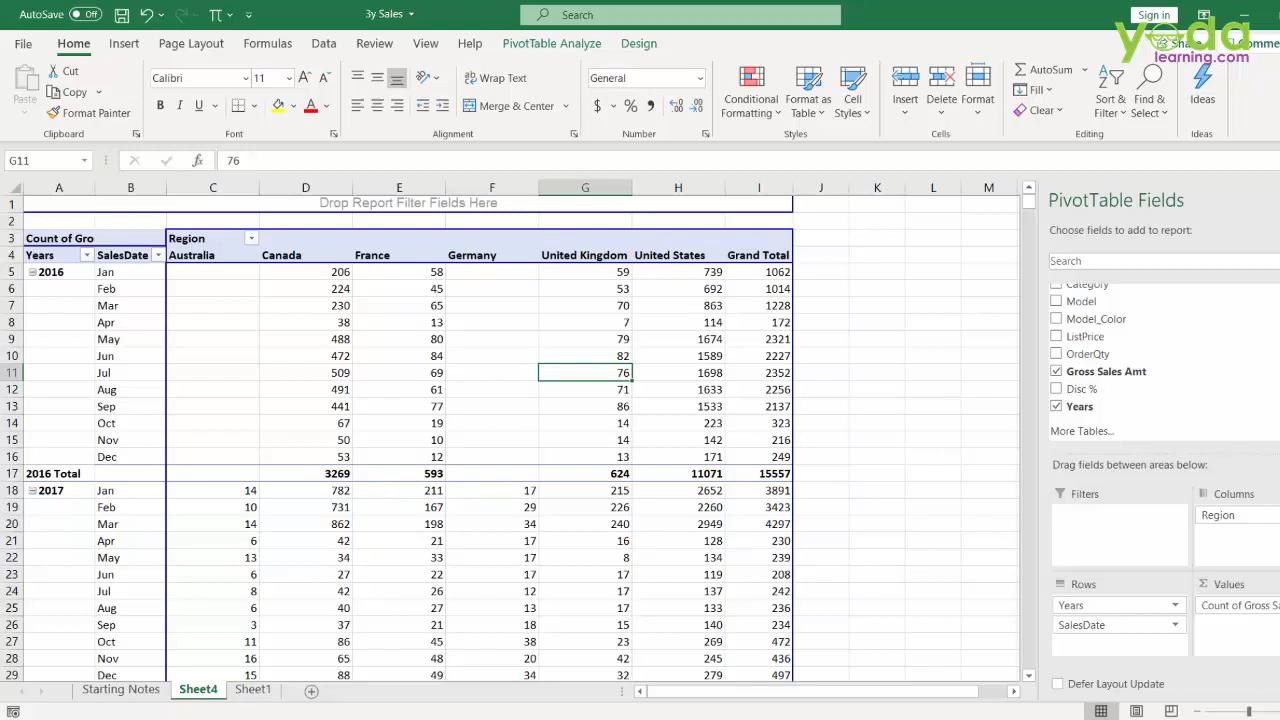 AutoSave Off 3y Sales Search Sign in
yoda
learning.com
File Home Insert Page Layout Formulas Data Review View Help PivotTable Analyze Design Share
Cut Calibri 11 Wrap Text General AutoSum
Paste Copy Merge & Center $ % Conditional Formatting Format as Table Cell Styles Insert Delete Format Fill Sort & Filter Find & Select Ideas
Format Painter B I U A Clear
Clipboard Font Alignment Number Styles Cells Editing Ideas
G11 fx 76
A B C D E F G H I J K L M
1 Drop Report Filter Fields Here
2
3 Count of Gro Region
4 Years SalesDate Australia Canada France Germany United Kingdom United States Grand Total
5 2016 Jan 206 58 59 739 1062
6 Feb 224 45 53 692 1014
7 Mar 230 65 70 863 1228
8 Apr 38 13 7 114 172
9 May 488 80 79 1674 2321
10 Jun 472 84 82 1589 2227
11 Jul 509 69 76 1698 2352
12 Aug 491 61 71 1633 2256
13 Sep 441 77 86 1533 2137
14 Oct 67 19 14 223 323
15 Nov 50 10 14 142 216
16 Dec 53 12 13 171 249
17 2016 Total 3269 593 624 11071 15557
18 2017 Jan 14 782 211 17 215 2652 3891
19 Feb 10 731 167 29 226 2260 3423
20 Mar 14 862 198 34 240 2949 4297
21 Apr 6 42 21 17 16 128 230
22 May 13 34 33 17 8 134 239
23 Jun 6 27 22 17 17 119 208
24 Jul 8 42 26 12 17 137 242
25 Aug 6 40 27 13 17 133 236
26 Sep 3 37 21 18 15 140 234
27 Oct 11 86 45 38 23 269 472
28 Nov 16 65 48 20 42 245 436
29 Dec 15 88 49 34 32 279 497
Starting Notes Sheet4 Sheet1
PivotTable Fields
Choose fields to add to report:
Search
Category
Model
Model_Color
ListPrice
OrderQty
Gross Sales Amt
Disc %
Years
More Tables...
Drag fields between areas below:
Filters Columns
Region
Rows Values
Years Count of Gross Sa
SalesDate
Defer Layout Update